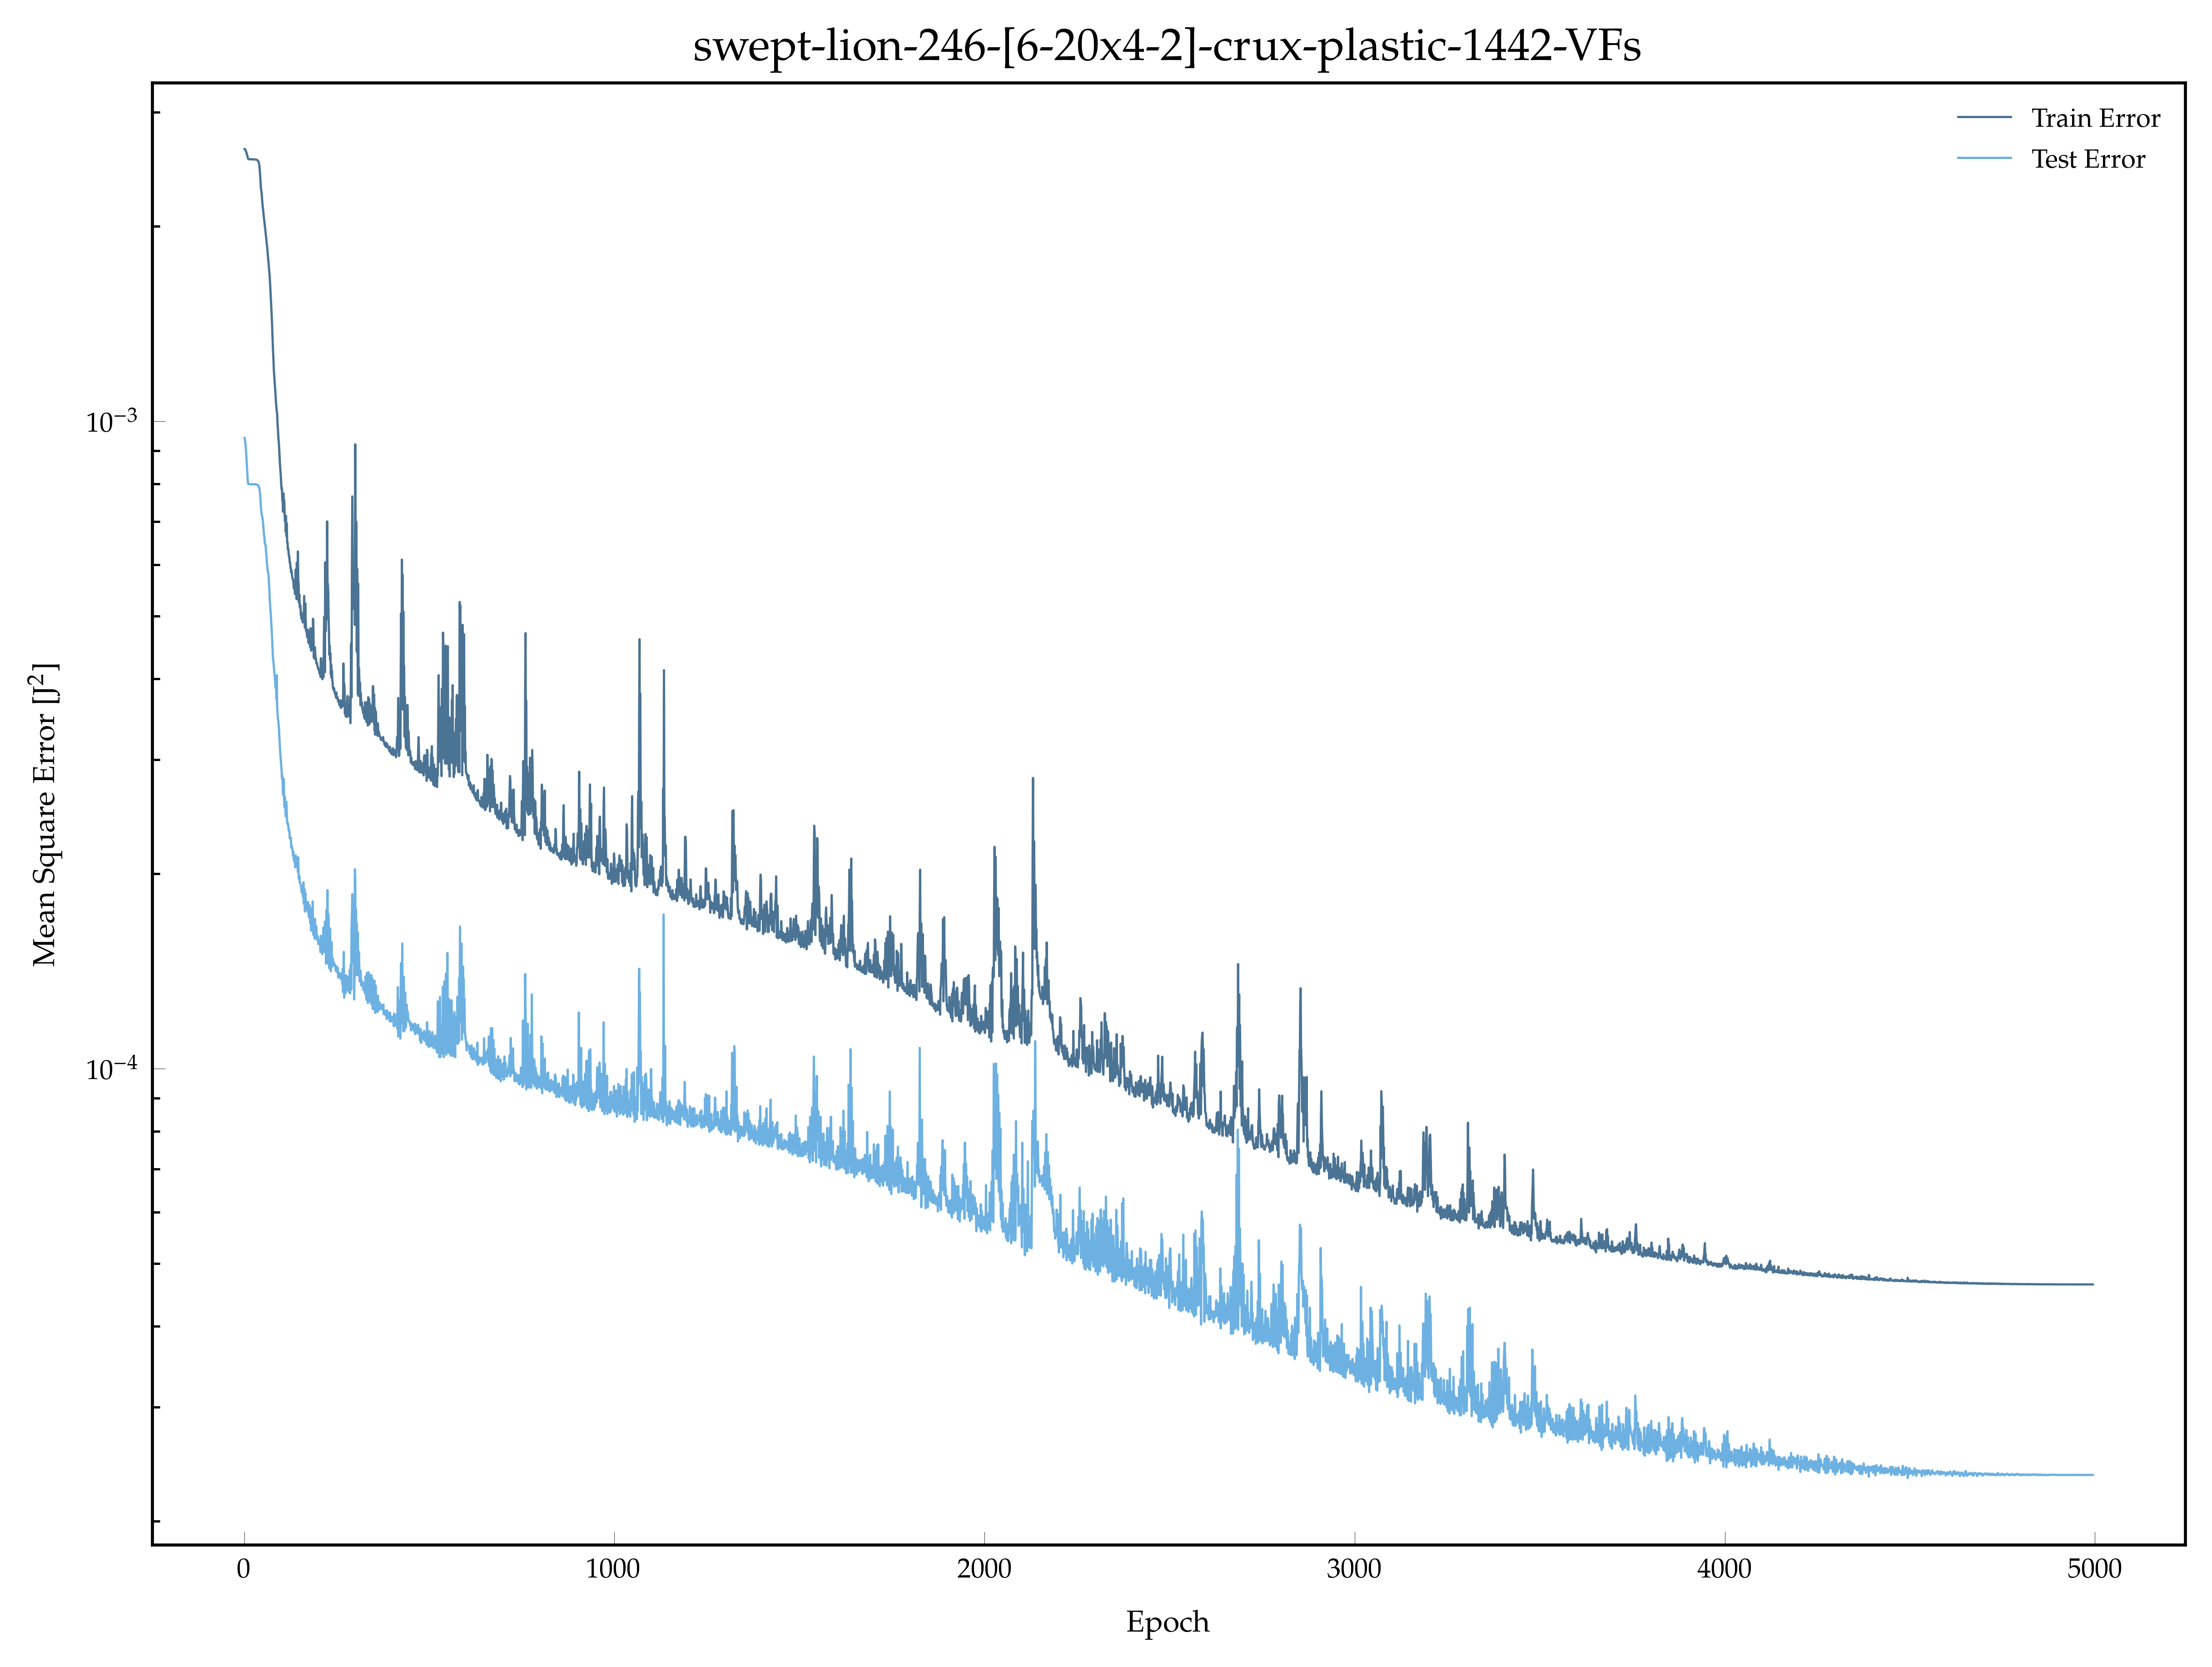 swept-lion-246-[6-20x4-2]-crux-plastic-1442-VFs
Train Error
Test Error
Mean Square Error [J²]
10⁻³
10⁻⁴
0 1000 2000 3000 4000 5000
Epoch